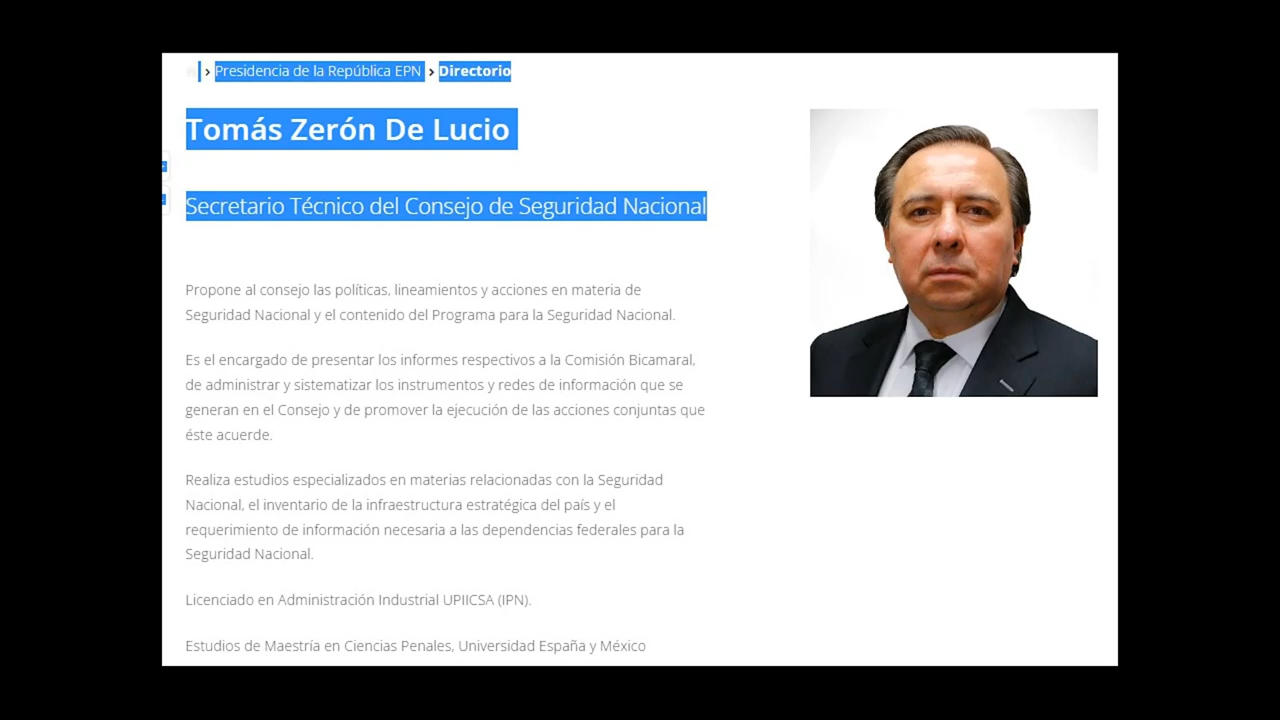 › Presidencia de la República EPN › Directorio
Tomás Zerón De Lucio
Secretario Técnico del Consejo de Seguridad Nacional
Propone al consejo las políticas, lineamientos y acciones en materia de
Seguridad Nacional y el contenido del Programa para la Seguridad Nacional.
Es el encargado de presentar los informes respectivos a la Comisión Bicamaral,
de administrar y sistematizar los instrumentos y redes de información que se
generan en el Consejo y de promover la ejecución de las acciones conjuntas que
éste acuerde.
Realiza estudios especializados en materias relacionadas con la Seguridad
Nacional, el inventario de la infraestructura estratégica del país y el
requerimiento de información necesaria a las dependencias federales para la
Seguridad Nacional.
Licenciado en Administración Industrial UPIICSA (IPN).
Estudios de Maestría en Ciencias Penales, Universidad España y México